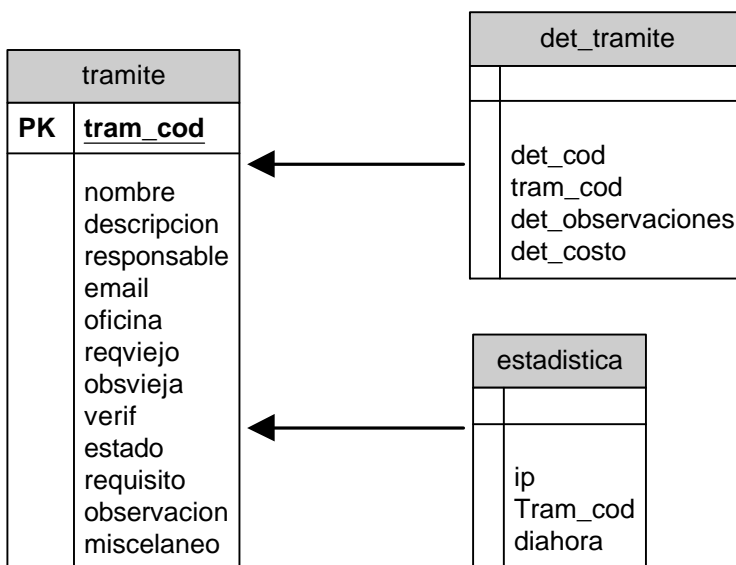 tramite
PK tram_cod
nombre
descripcion
responsable
email
oficina
reqviejo
obsvieja
verif
estado
requisito
observacion
miscelaneo
det_tramite
det_cod
tram_cod
det_observaciones
det_costo
estadistica
ip
Tram_cod
diahora